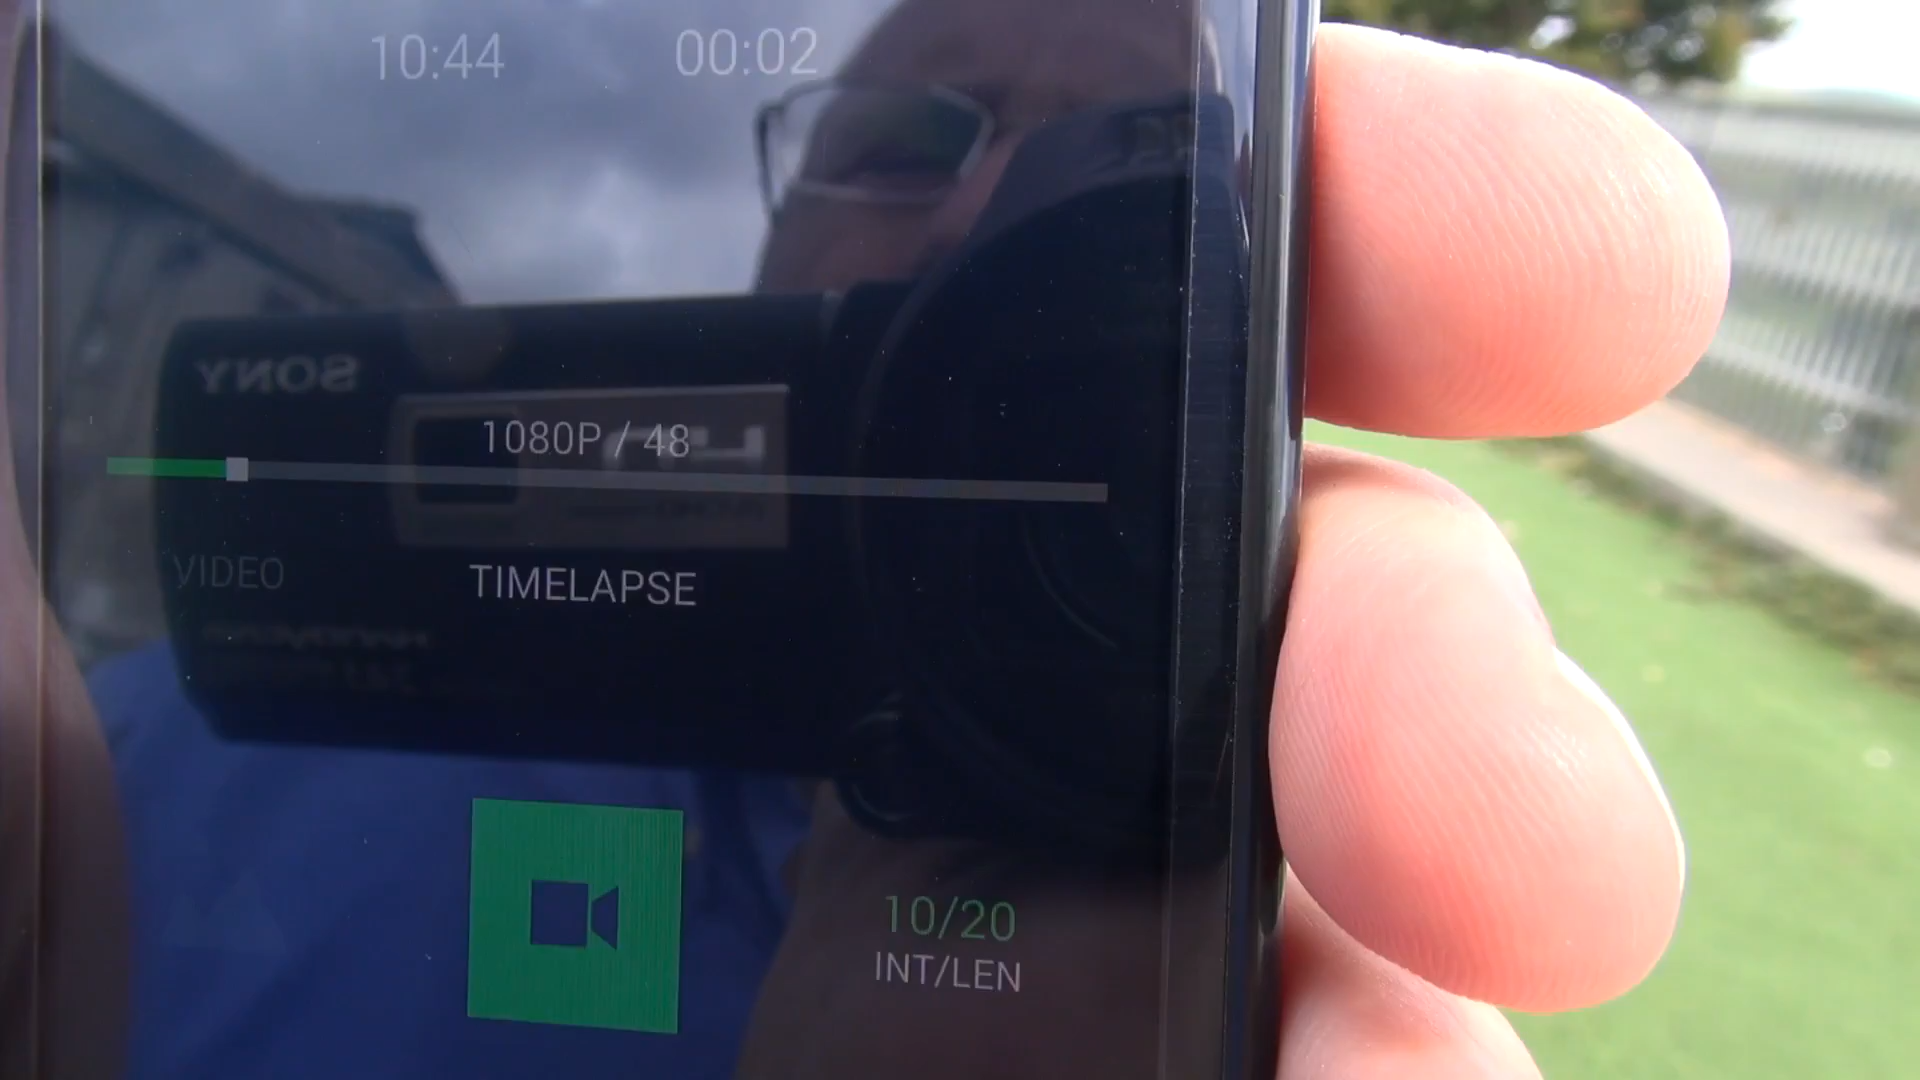 10:44 00:02
SONY
1080P / 48
VIDEO TIMELAPSE
10/20
INT/LEN